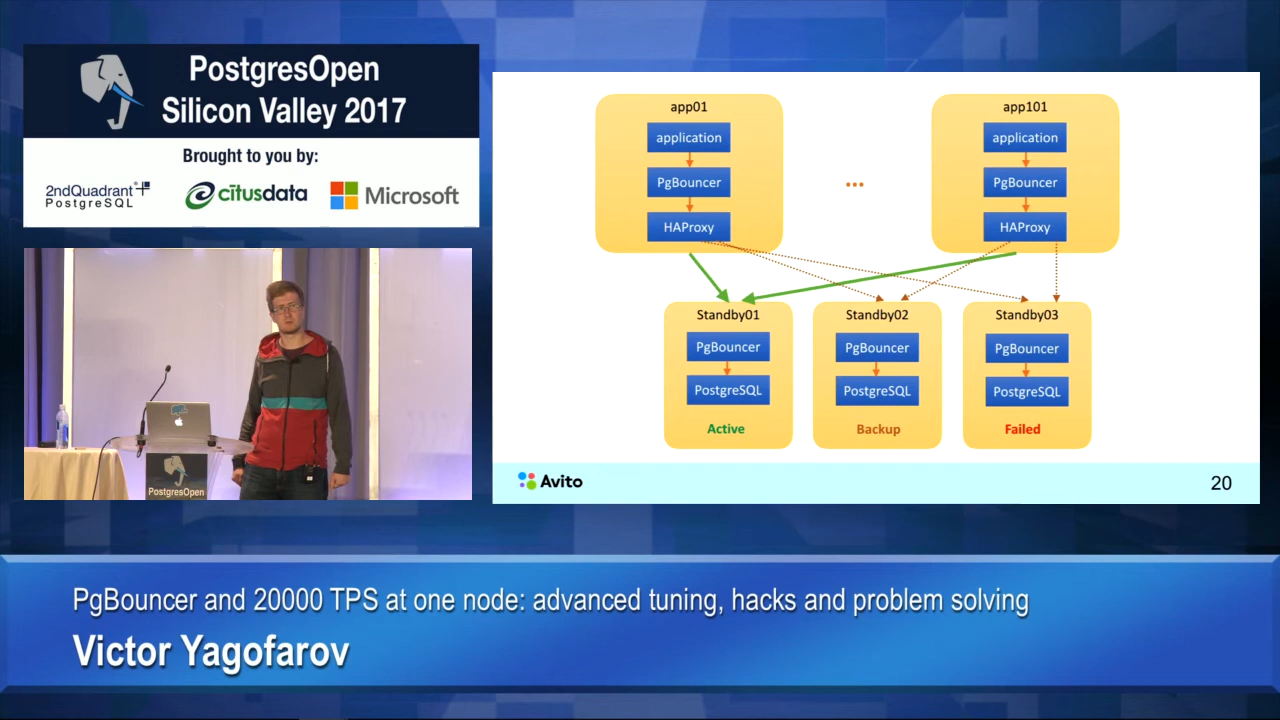 PostgresOpen
Silicon Valley 2017
Brought to you by:
2ndQuadrant
PostgreSQL
citusdata
Microsoft
PostgresOpen
app01
application
PgBouncer
HAProxy
...
app101
application
PgBouncer
HAProxy
Standby01
PgBouncer
PostgreSQL
Active
Standby02
PgBouncer
PostgreSQL
Backup
Standby03
PgBouncer
PostgreSQL
Failed
Avito
20
PgBouncer and 20000 TPS at one node: advanced tuning, hacks and problem solving
Victor Yagofarov